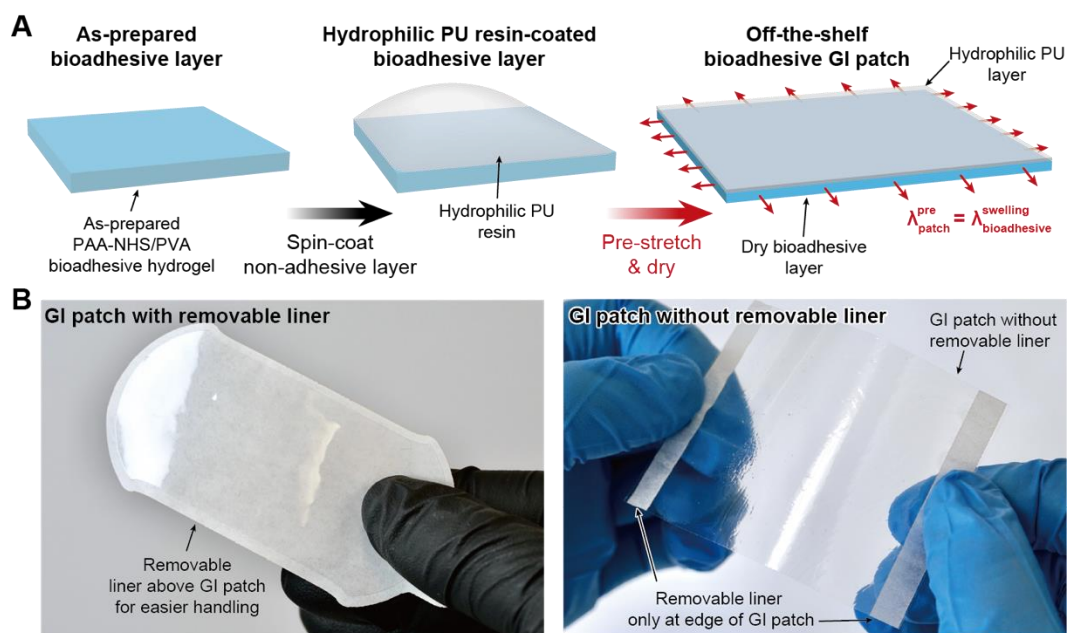 A
As-prepared
bioadhesive layer
Hydrophilic PU resin-coated
bioadhesive layer
Off-the-shelf
bioadhesive GI patch
Hydrophilic PU
layer
As-prepared
PAA-NHS/PVA
bioadhesive hydrogel
Spin-coat
non-adhesive layer
Hydrophilic PU
resin
Pre-stretch
& dry
Dry bioadhesive
layer
λ^pre_patch = λ^swelling_bioadhesive
B
GI patch with removable liner
Removable
liner above GI patch
for easier handling
GI patch without removable liner
GI patch without
removable liner
Removable liner
only at edge of GI patch